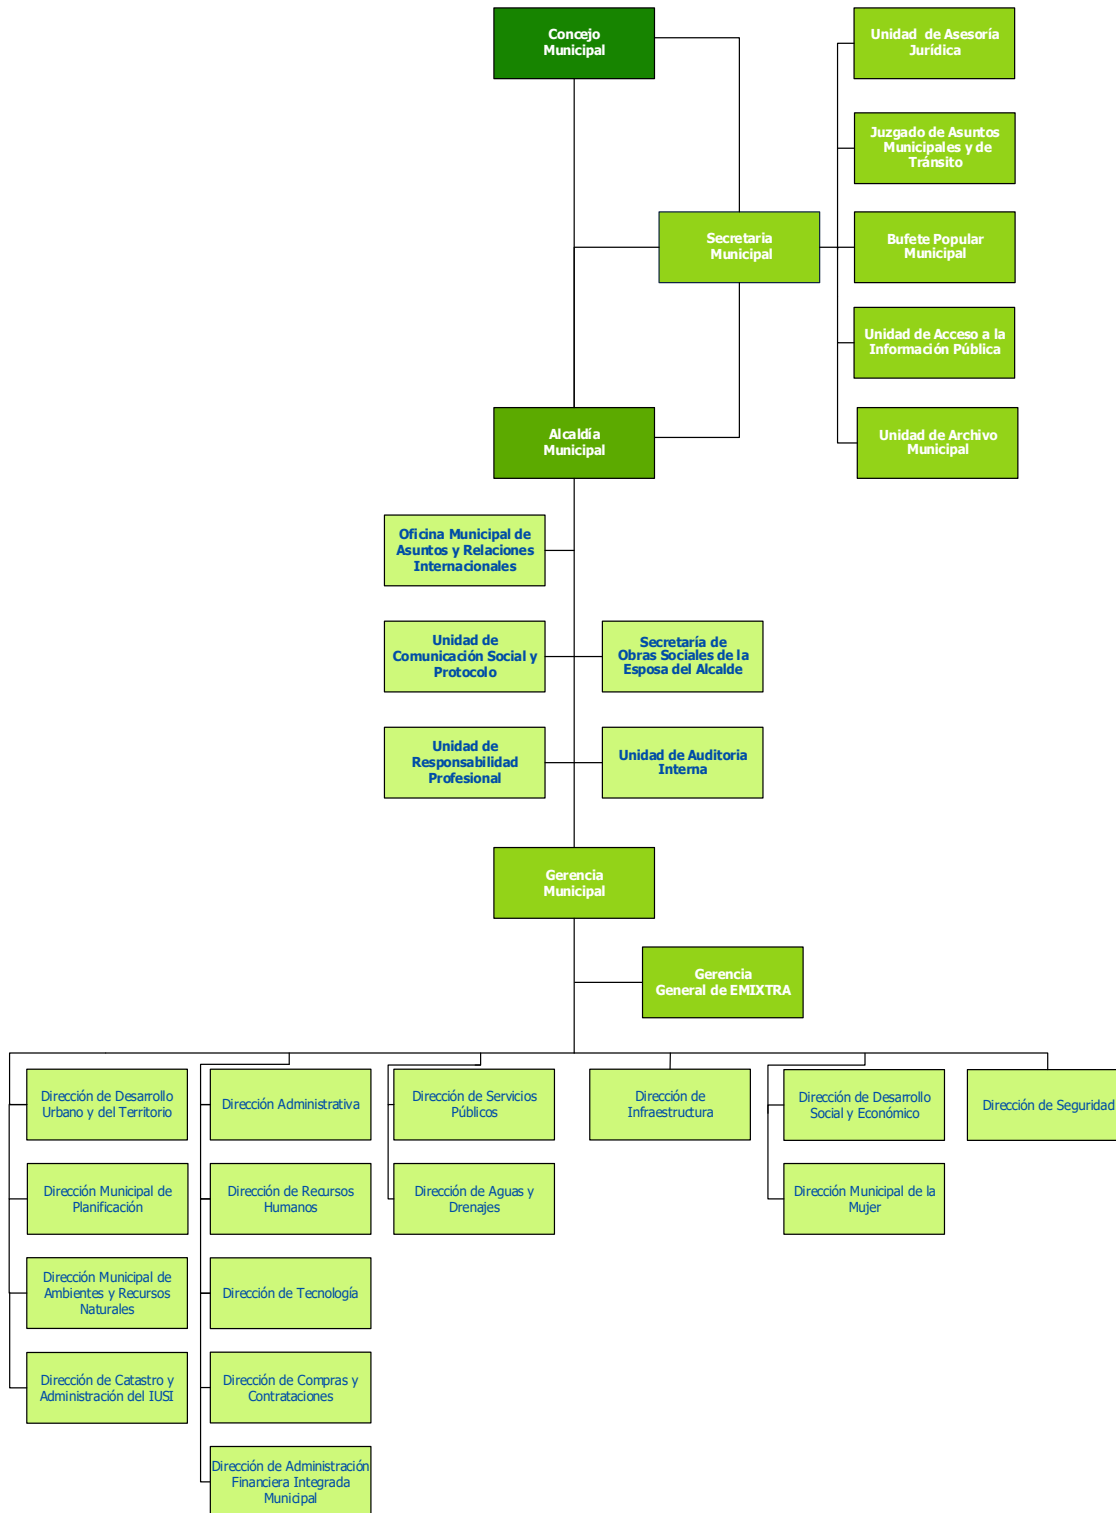 Concejo
Municipal
Unidad de Asesoría
Jurídica
Juzgado de Asuntos
Municipales y de
Tránsito
Secretaria
Municipal
Bufete Popular
Municipal
Unidad de Acceso a la
Información Pública
Alcaldía
Municipal
Unidad de Archivo
Municipal
Oficina Municipal de
Asuntos y Relaciones
Internacionales
Unidad de
Comunicación Social y
Protocolo
Secretaría de
Obras Sociales de la
Esposa del Alcalde
Unidad de
Responsabilidad
Profesional
Unidad de Auditoria
Interna
Gerencia
Municipal
Gerencia
General de EMIXTRA
Dirección de Desarrollo
Urbano y del Territorio
Dirección Administrativa
Dirección de Servicios
Públicos
Dirección de
Infraestructura
Dirección de Desarrollo
Social y Económico
Dirección de Seguridad
Dirección Municipal de
Planificación
Dirección de Recursos
Humanos
Dirección de Aguas y
Drenajes
Dirección Municipal de la
Mujer
Dirección Municipal de
Ambientes y Recursos
Naturales
Dirección de Tecnología
Dirección de Catastro y
Administración del IUSI
Dirección de Compras y
Contrataciones
Dirección de Administración
Financiera Integrada
Municipal